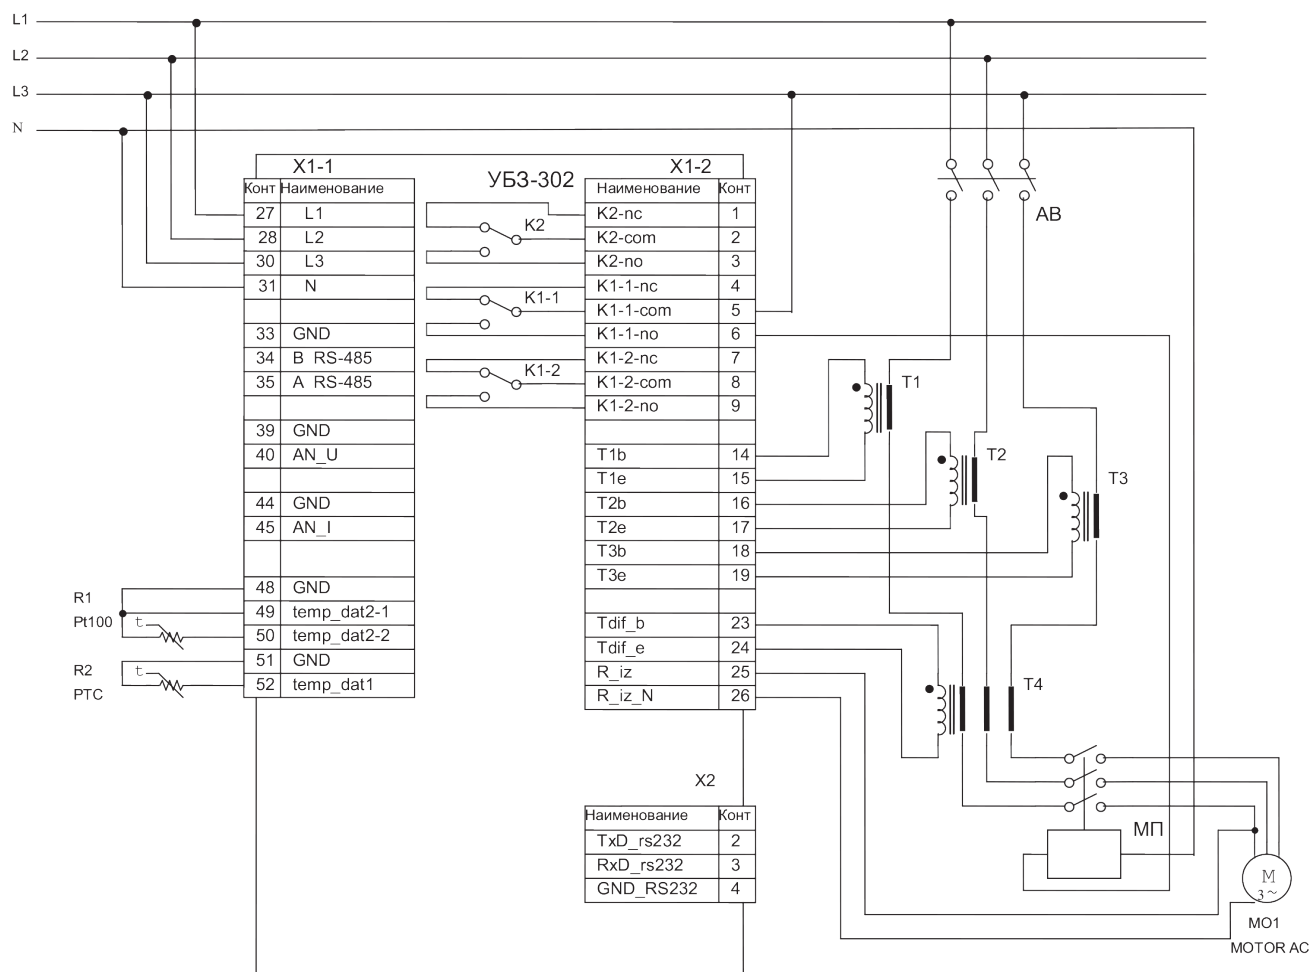 L1
L2
L3
N
X1-1
УБЗ-302
X1-2
Конт Наименование
27 L1
28 L2
30 L3
31 N
33 GND
34 B RS-485
35 A RS-485
39 GND
40 AN_U
44 GND
45 AN_I
48 GND
49 temp_dat2-1
50 temp_dat2-2
51 GND
52 temp_dat1
R1
Pt100
t
R2
PTC
t
K2
K1-1
K1-2
Наименование Конт
K2-nc 1
K2-com 2
K2-no 3
K1-1-nc 4
K1-1-com 5
K1-1-no 6
K1-2-nc 7
K1-2-com 8
K1-2-no 9
T1b 14
T1e 15
T2b 16
T2e 17
T3b 18
T3e 19
Tdif_b 23
Tdif_e 24
R_iz 25
R_iz_N 26
X2
Наименование Конт
TxD_rs232 2
RxD_rs232 3
GND_RS232 4
АВ
T1
T2
T3
T4
МП
M
3~
MO1
MOTOR AC